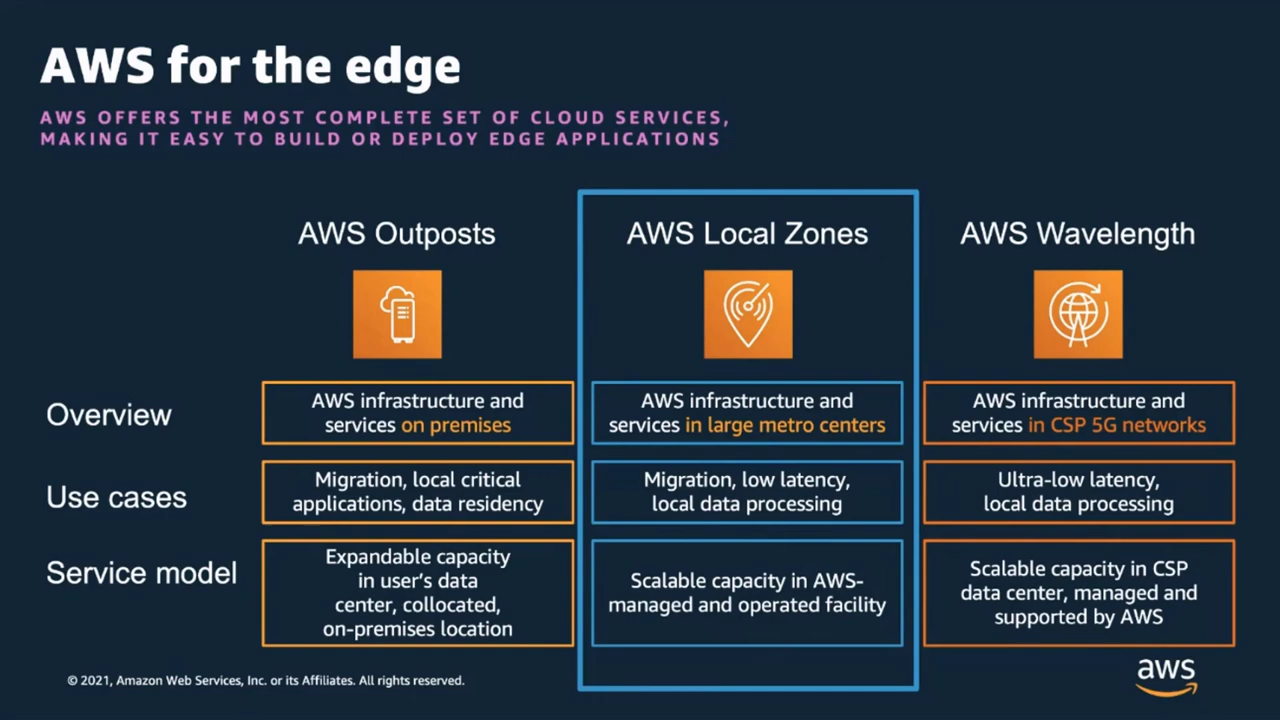 AWS for the edge
AWS OFFERS THE MOST COMPLETE SET OF CLOUD SERVICES,
MAKING IT EASY TO BUILD OR DEPLOY EDGE APPLICATIONS
AWS Outposts
AWS Local Zones
AWS Wavelength
Overview
AWS infrastructure and
services on premises
AWS infrastructure and
services in large metro centers
AWS infrastructure and
services in CSP 5G networks
Use cases
Migration, local critical
applications, data residency
Migration, low latency,
local data processing
Ultra-low latency,
local data processing
Service model
Expandable capacity
in user's data
center, collocated,
on-premises location
Scalable capacity in AWS-
managed and operated facility
Scalable capacity in CSP
data center, managed and
supported by AWS
© 2021, Amazon Web Services, Inc. or its Affiliates. All rights reserved.
aws